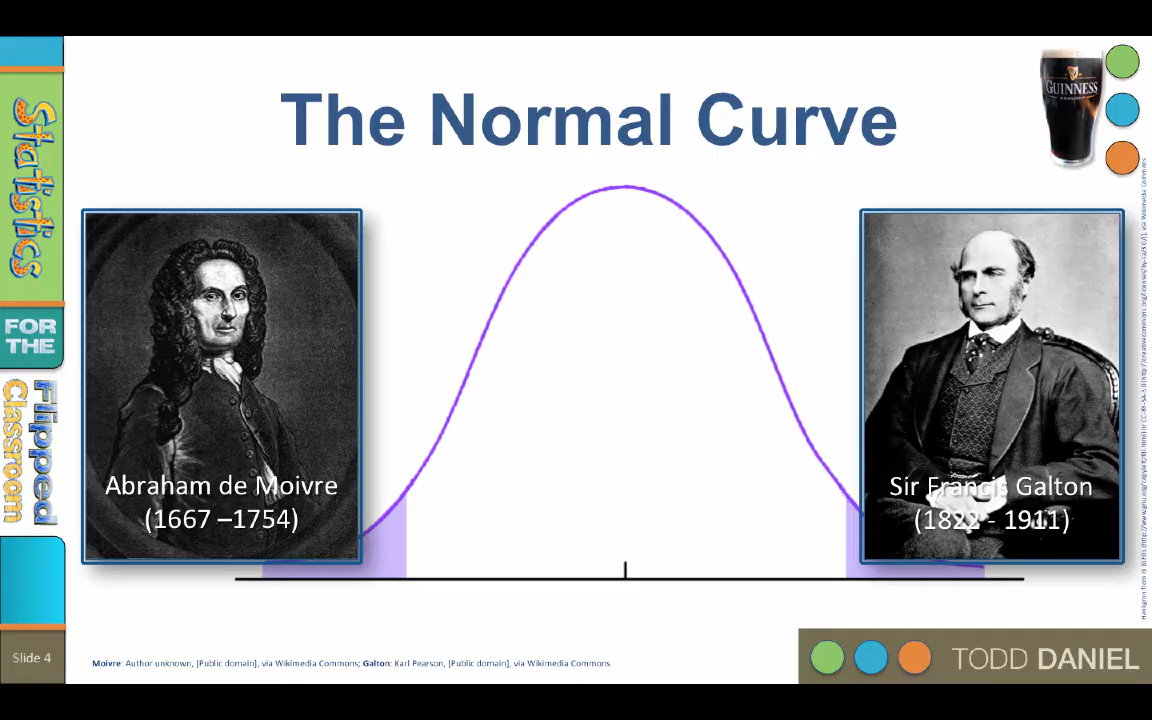 The Normal Curve
GUINNESS
DRAUGHT
Statistics
FOR THE
Flipped
Classroom
Abraham de Moivre
(1667 –1754)
Sir Francis Galton
(1822 - 1911)
Slide 4
Moivre: Author unknown, [Public domain], via Wikimedia Commons; Galton: Karl Pearson, [Public domain], via Wikimedia Commons
TODD DANIEL